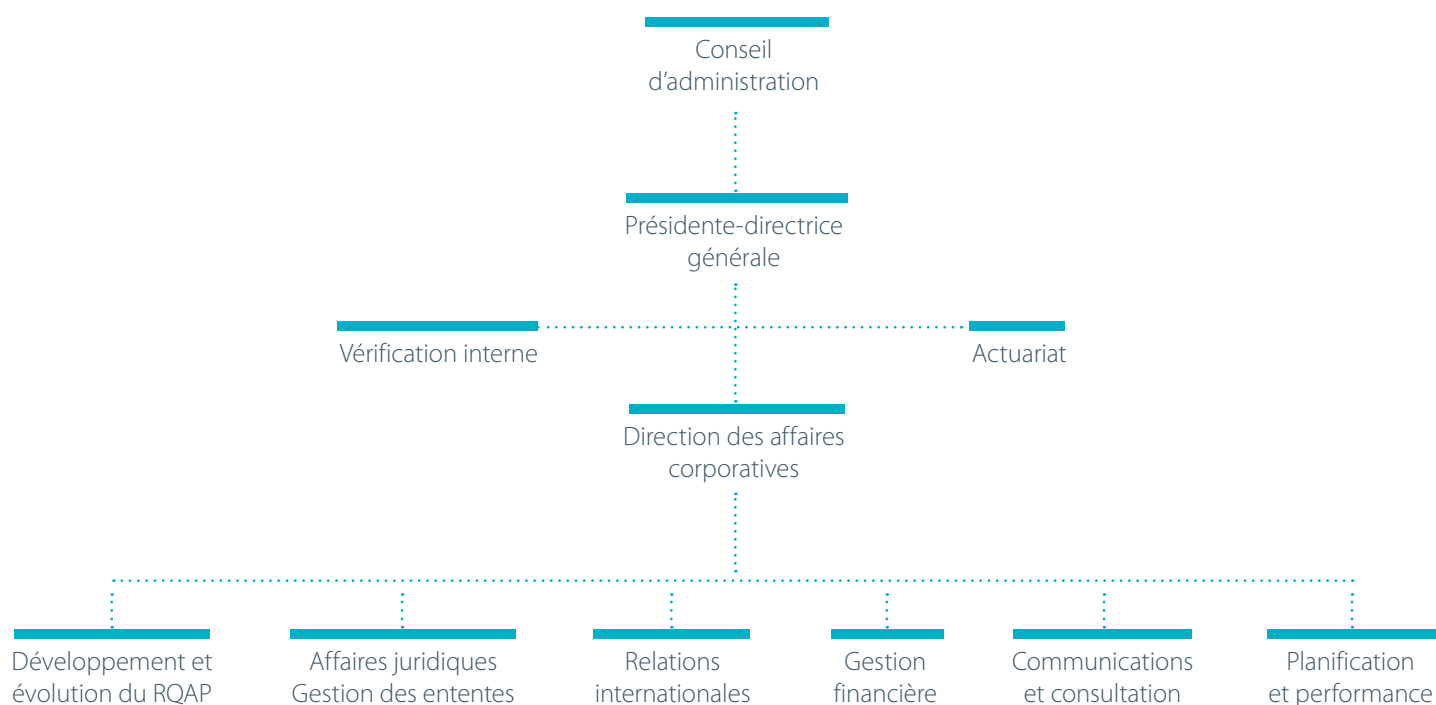 Conseil
d’administration
Présidente-directrice
générale
Vérification interne
Actuariat
Direction des affaires
corporatives
Développement et
évolution du RQAP
Affaires juridiques
Gestion des ententes
Relations
internationales
Gestion
financière
Communications
et consultation
Planification
et performance